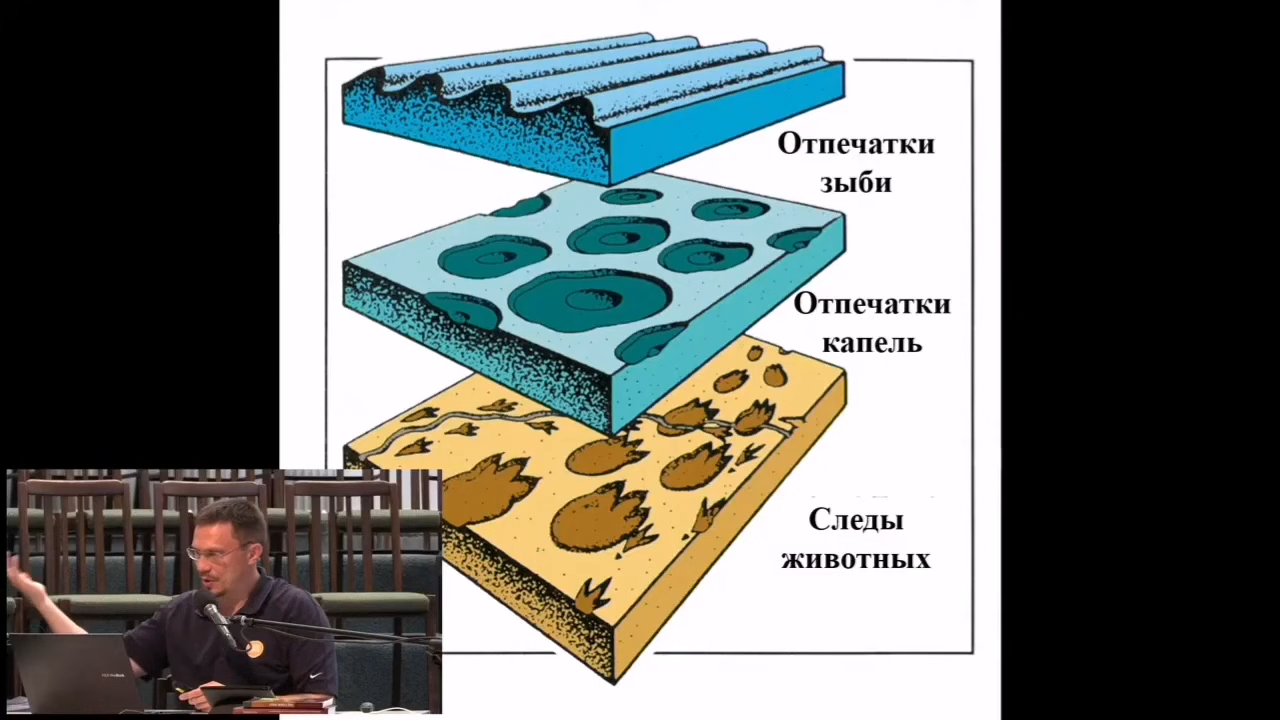 Отпечатки
зыби
Отпечатки
капель
Следы
животных